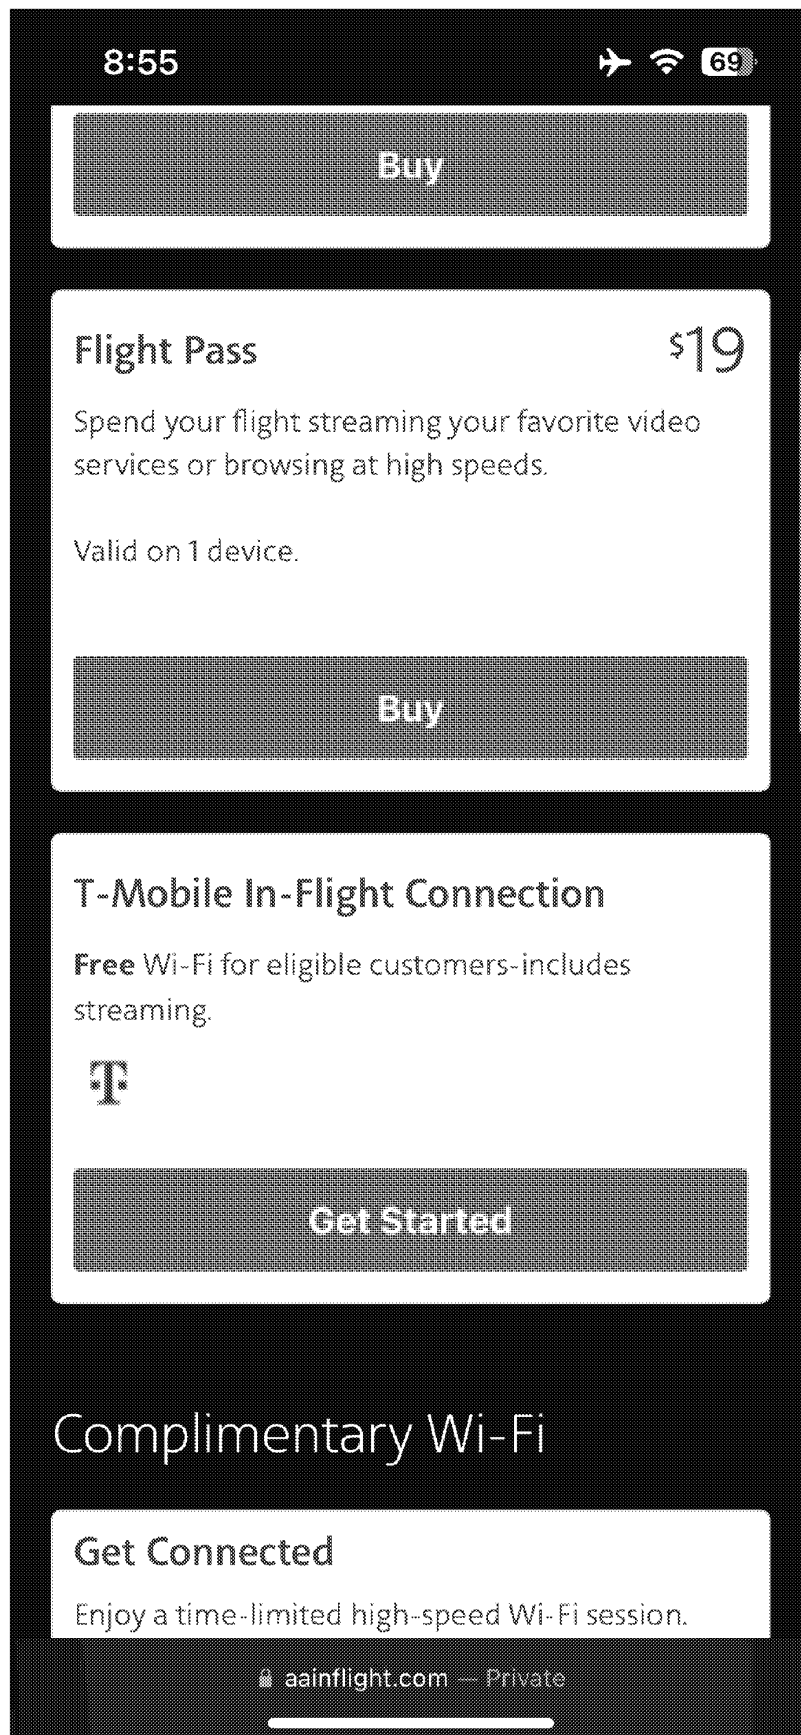 8:55
69
Buy
Flight Pass
$19
Spend your flight streaming your favorite video
services or browsing at high speeds.
Valid on 1 device.
Buy
T-Mobile In-Flight Connection
Free Wi-Fi for eligible customers-includes
streaming.
T
Get Started
Complimentary Wi-Fi
Get Connected
Enjoy a time-limited high-speed Wi-Fi session.
aainflight.com — Private